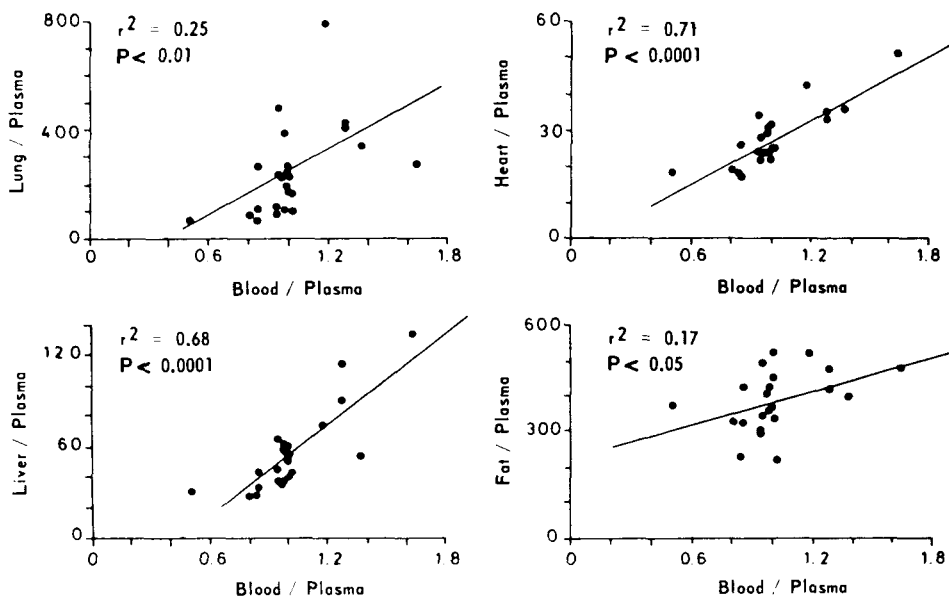 800
400
0
Lung / Plasma
r² = 0.25
P < 0.01
0
0.6
1.2
1.8
Blood / Plasma
60
30
0
Heart / Plasma
r² = 0.71
P < 0.0001
0
0.6
1.2
1.8
Blood / Plasma
120
60
0
Liver / Plasma
r² = 0.68
P < 0.0001
0
0.6
1.2
1.8
Blood / Plasma
600
300
0
Fat / Plasma
r² = 0.17
P < 0.05
0
0.6
1.2
1.8
Blood / Plasma